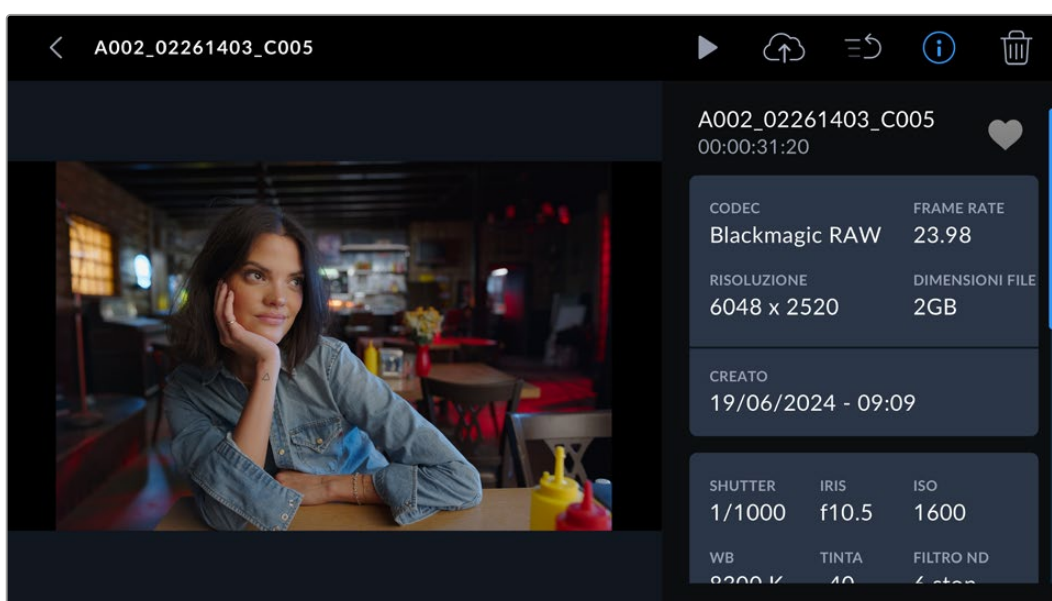 A002_02261403_C005
A002_02261403_C005
00:00:31:20
CODEC FRAME RATE
Blackmagic RAW 23.98
RISOLUZIONE DIMENSIONI FILE
6048 x 2520 2GB
CREATO
19/06/2024 - 09:09
SHUTTER IRIS ISO
1/1000 f10.5 1600
WB TINTA FILTRO ND